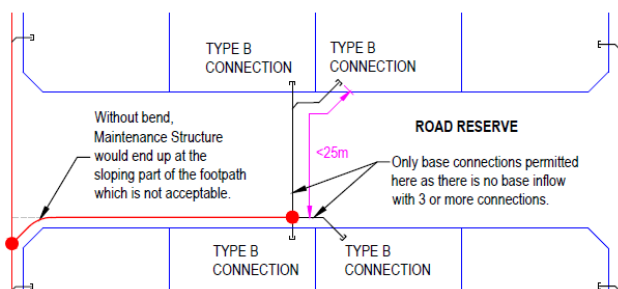 TYPE B
CONNECTION
TYPE B
CONNECTION
Without bend,
Maintenance Structure
would end up at the
sloping part of the footpath
which is not acceptable.
ROAD RESERVE
<25m
Only base connections permitted
here as there is no base inflow
with 3 or more connections.
TYPE B
CONNECTION
TYPE B
CONNECTION